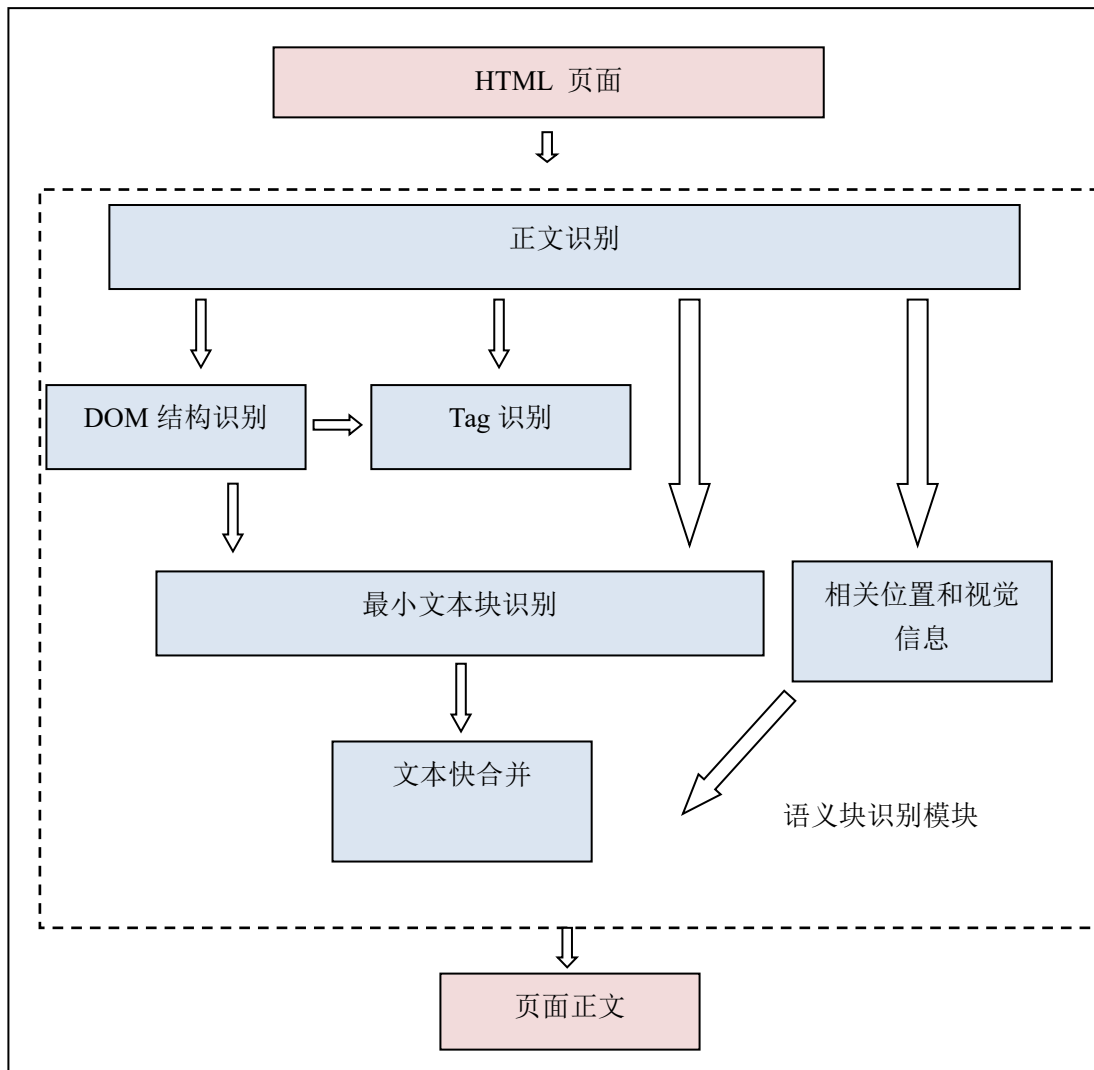 HTML 页面
正文识别
DOM 结构识别
Tag 识别
最小文本块识别
相关位置和视觉
信息
文本快合并
语义块识别模块
页面正文